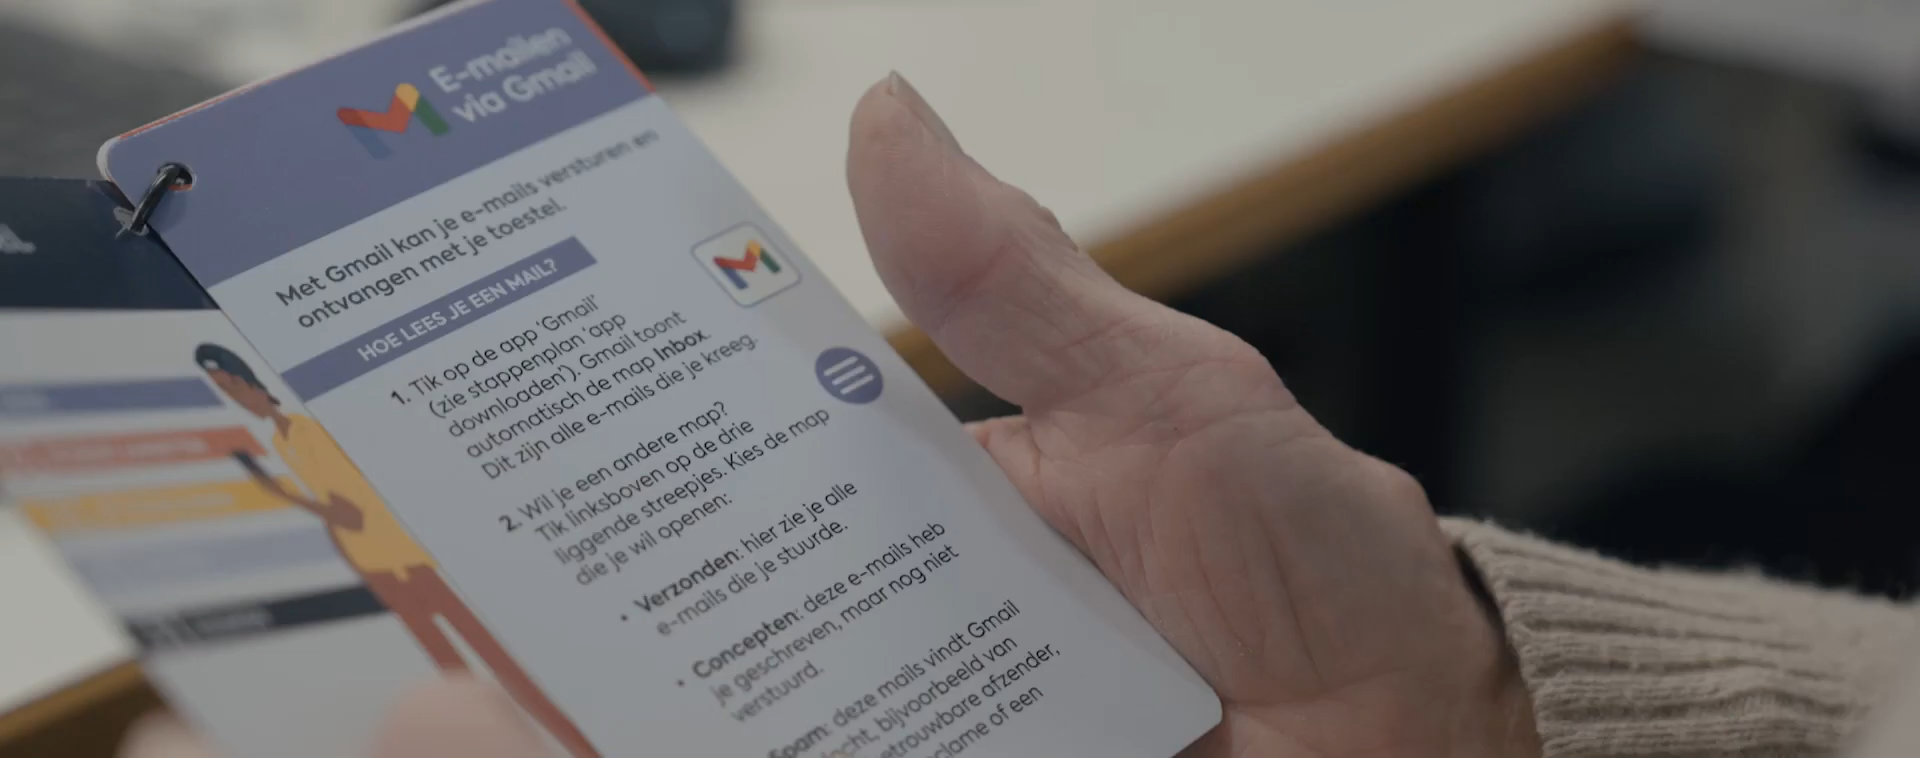 E-mailen
via Gmail
Met Gmail kan je e-mails versturen en
ontvangen met je toestel.
HOE LEES JE EEN MAIL?
1. Tik op de app ‘Gmail’
(zie stappenplan ‘app
downloaden’). Gmail toont
automatisch de map Inbox.
Dit zijn alle e-mails die je kreeg.
2. Wil je een andere map?
Tik linksboven op de drie
liggende streepjes. Kies de map
die je wil openen:
• Verzonden: hier zie je alle
e-mails die je stuurde.
• Concepten: deze e-mails heb
je geschreven, maar nog niet
verstuurd.
Spam: deze mails vindt Gmail
bijvoorbeeld van
afzender,
of een